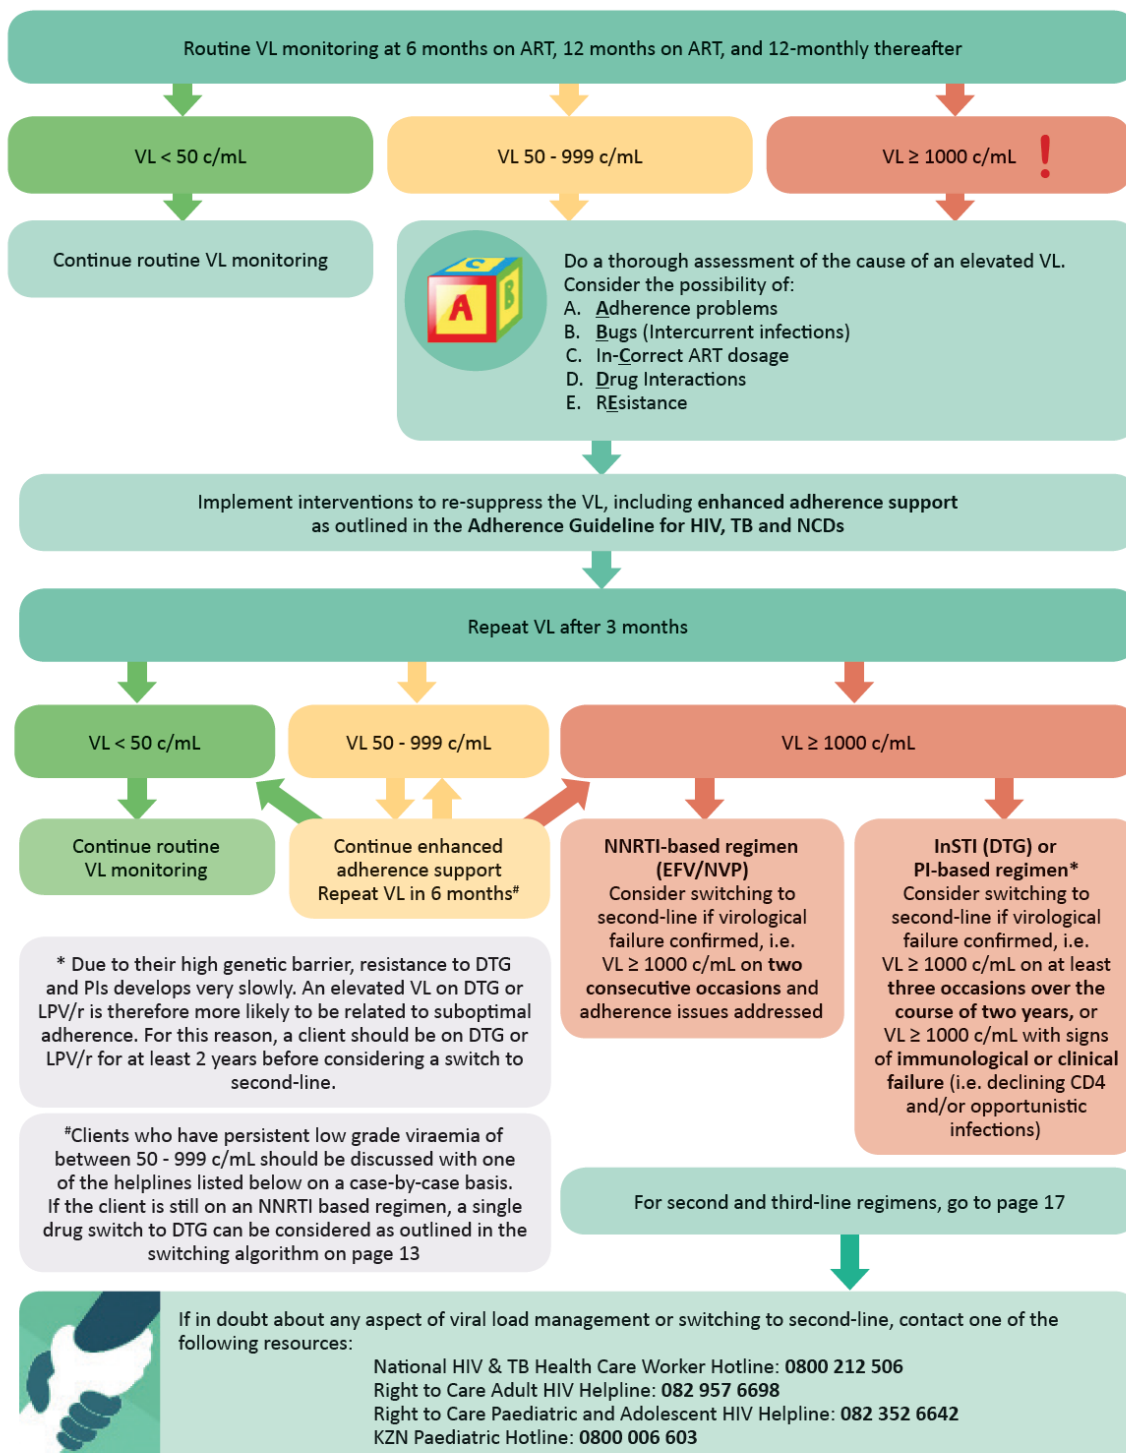 Routine VL monitoring at 6 months on ART, 12 months on ART, and 12-monthly thereafter
VL < 50 c/mL
VL 50 - 999 c/mL
VL ≥ 1000 c/mL !
Continue routine VL monitoring
C
A
B
Do a thorough assessment of the cause of an elevated VL.
Consider the possibility of:
A. Adherence problems
B. Bugs (Intercurrent infections)
C. In-Correct ART dosage
D. Drug Interactions
E. REsistance
Implement interventions to re-suppress the VL, including enhanced adherence support
as outlined in the Adherence Guideline for HIV, TB and NCDs
Repeat VL after 3 months
VL < 50 c/mL
VL 50 - 999 c/mL
VL ≥ 1000 c/mL
Continue routine
VL monitoring
Continue enhanced
adherence support
Repeat VL in 6 months#
NNRTI-based regimen
(EFV/NVP)
Consider switching to
second-line if virological
failure confirmed, i.e.
VL ≥ 1000 c/mL on two
consecutive occasions and
adherence issues addressed
InSTI (DTG) or
PI-based regimen*
Consider switching to
second-line if virological
failure confirmed, i.e.
VL ≥ 1000 c/mL on at least
three occasions over the
course of two years, or
VL ≥ 1000 c/mL with signs
of immunological or clinical
failure (i.e. declining CD4
and/or opportunistic
infections)
* Due to their high genetic barrier, resistance to DTG
and PIs develops very slowly. An elevated VL on DTG or
LPV/r is therefore more likely to be related to suboptimal
adherence. For this reason, a client should be on DTG or
LPV/r for at least 2 years before considering a switch to
second-line.
#Clients who have persistent low grade viraemia of
between 50 - 999 c/mL should be discussed with one
of the helplines listed below on a case-by-case basis.
If the client is still on an NNRTI based regimen, a single
drug switch to DTG can be considered as outlined in the
switching algorithm on page 13
For second and third-line regimens, go to page 17
If in doubt about any aspect of viral load management or switching to second-line, contact one of the
following resources:
National HIV & TB Health Care Worker Hotline: 0800 212 506
Right to Care Adult HIV Helpline: 082 957 6698
Right to Care Paediatric and Adolescent HIV Helpline: 082 352 6642
KZN Paediatric Hotline: 0800 006 603